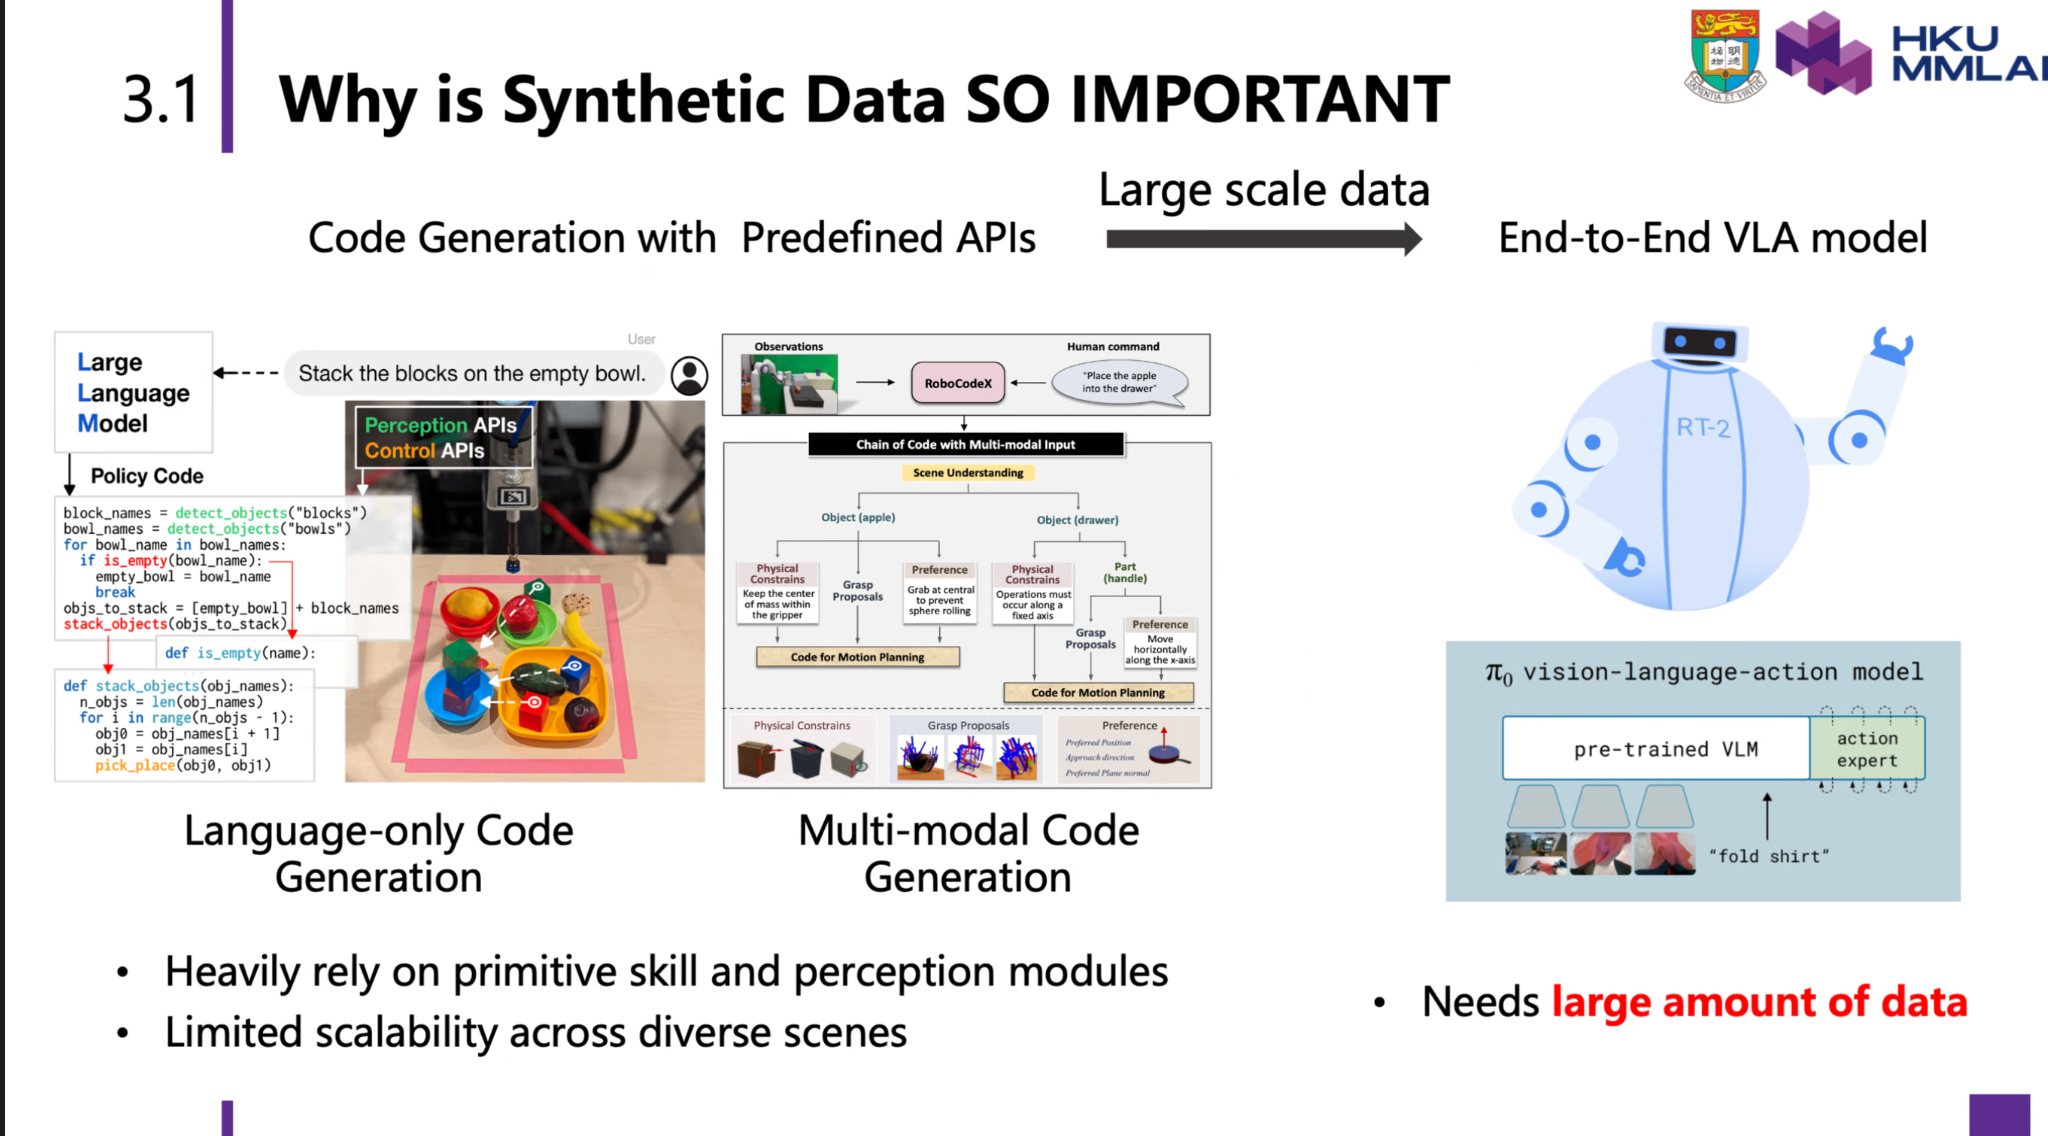 3.1
Why is Synthetic Data SO IMPORTANT
HKU
MMLA
Code Generation with Predefined APIs
Large scale data
End-to-End VLA model
Large
Language
Model
User
Stack the blocks on the empty bowl.
Perception APIs
Control APIs
Policy Code
block_names = detect_objects("blocks")
bowl_names = detect_objects("bowls")
for bowl_name in bowl_names:
if is_empty(bowl_name):
empty_bowl = bowl_name
break
objs_to_stack = [empty_bowl] + block_names
stack_objects(objs_to_stack)
def is_empty(name):
def stack_objects(obj_names):
n_objs = len(obj_names)
for i in range(n_objs - 1):
obj0 = obj_names[i + 1]
obj1 = obj_names[i]
pick_place(obj0, obj1)
Language-only Code
Generation
Observations
RoboCodeX
Human command
"Place the apple
into the drawer"
Chain of Code with Multi-modal Input
Scene Understanding
Object (apple)
Object (drawer)
Physical
Constrains
Keep the center
of mass within
the gripper
Grasp
Proposals
Preference
Grab at central
to prevent
sphere rolling
Code for Motion Planning
Physical
Constrains
Operations must
occur along a
fixed axis
Part
(handle)
Grasp
Proposals
Preference
Move
horizontally
along the x-axis
Code for Motion Planning
Physical Constrains
Grasp Proposals
Preference
Preferred Position
Approach direction
Preferred Plane normal
Multi-modal Code
Generation
RT-2
π0 vision-language-action model
pre-trained VLM
action
expert
"fold shirt"
• Heavily rely on primitive skill and perception modules
• Limited scalability across diverse scenes
• Needs large amount of data